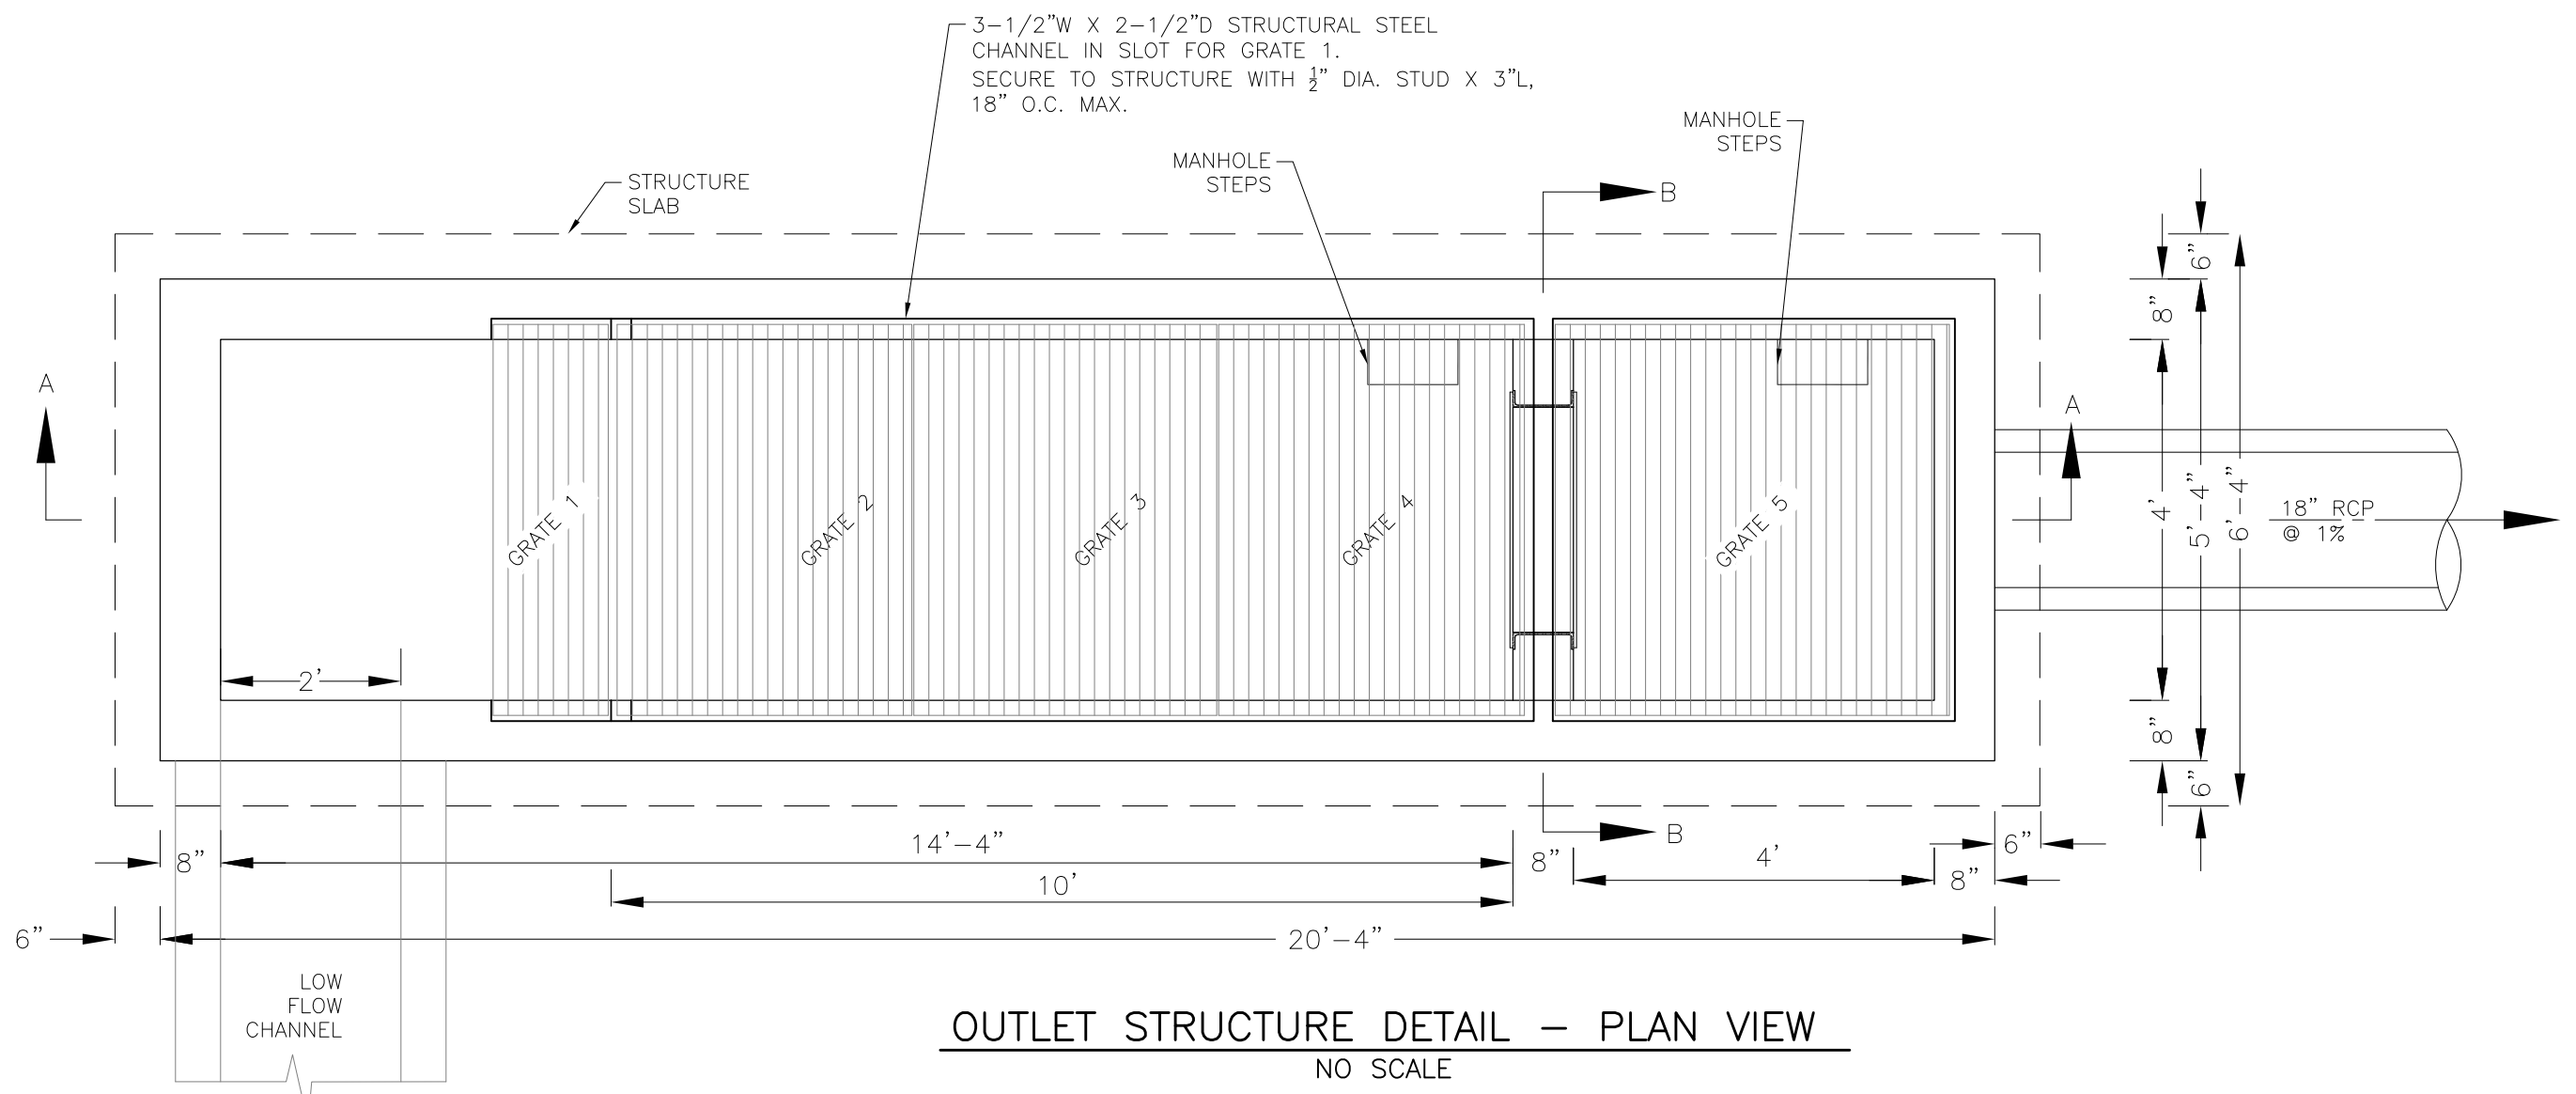 3-1/2"W X 2-1/2"D STRUCTURAL STEEL
CHANNEL IN SLOT FOR GRATE 1.
SECURE TO STRUCTURE WITH ½" DIA. STUD X 3"L,
18" O.C. MAX.
MANHOLE
STEPS
MANHOLE
STEPS
STRUCTURE
SLAB
B
A
A
GRATE 1
GRATE 2
GRATE 3
GRATE 4
GRATE 5
6"
8"
4'
5'-4"
6'-4"
8"
6"
18" RCP
@ 1%
2'
8"
14'-4"
8"
B
4'
6"
8"
10'
6"
20'-4"
LOW
FLOW
CHANNEL
OUTLET STRUCTURE DETAIL - PLAN VIEW
NO SCALE